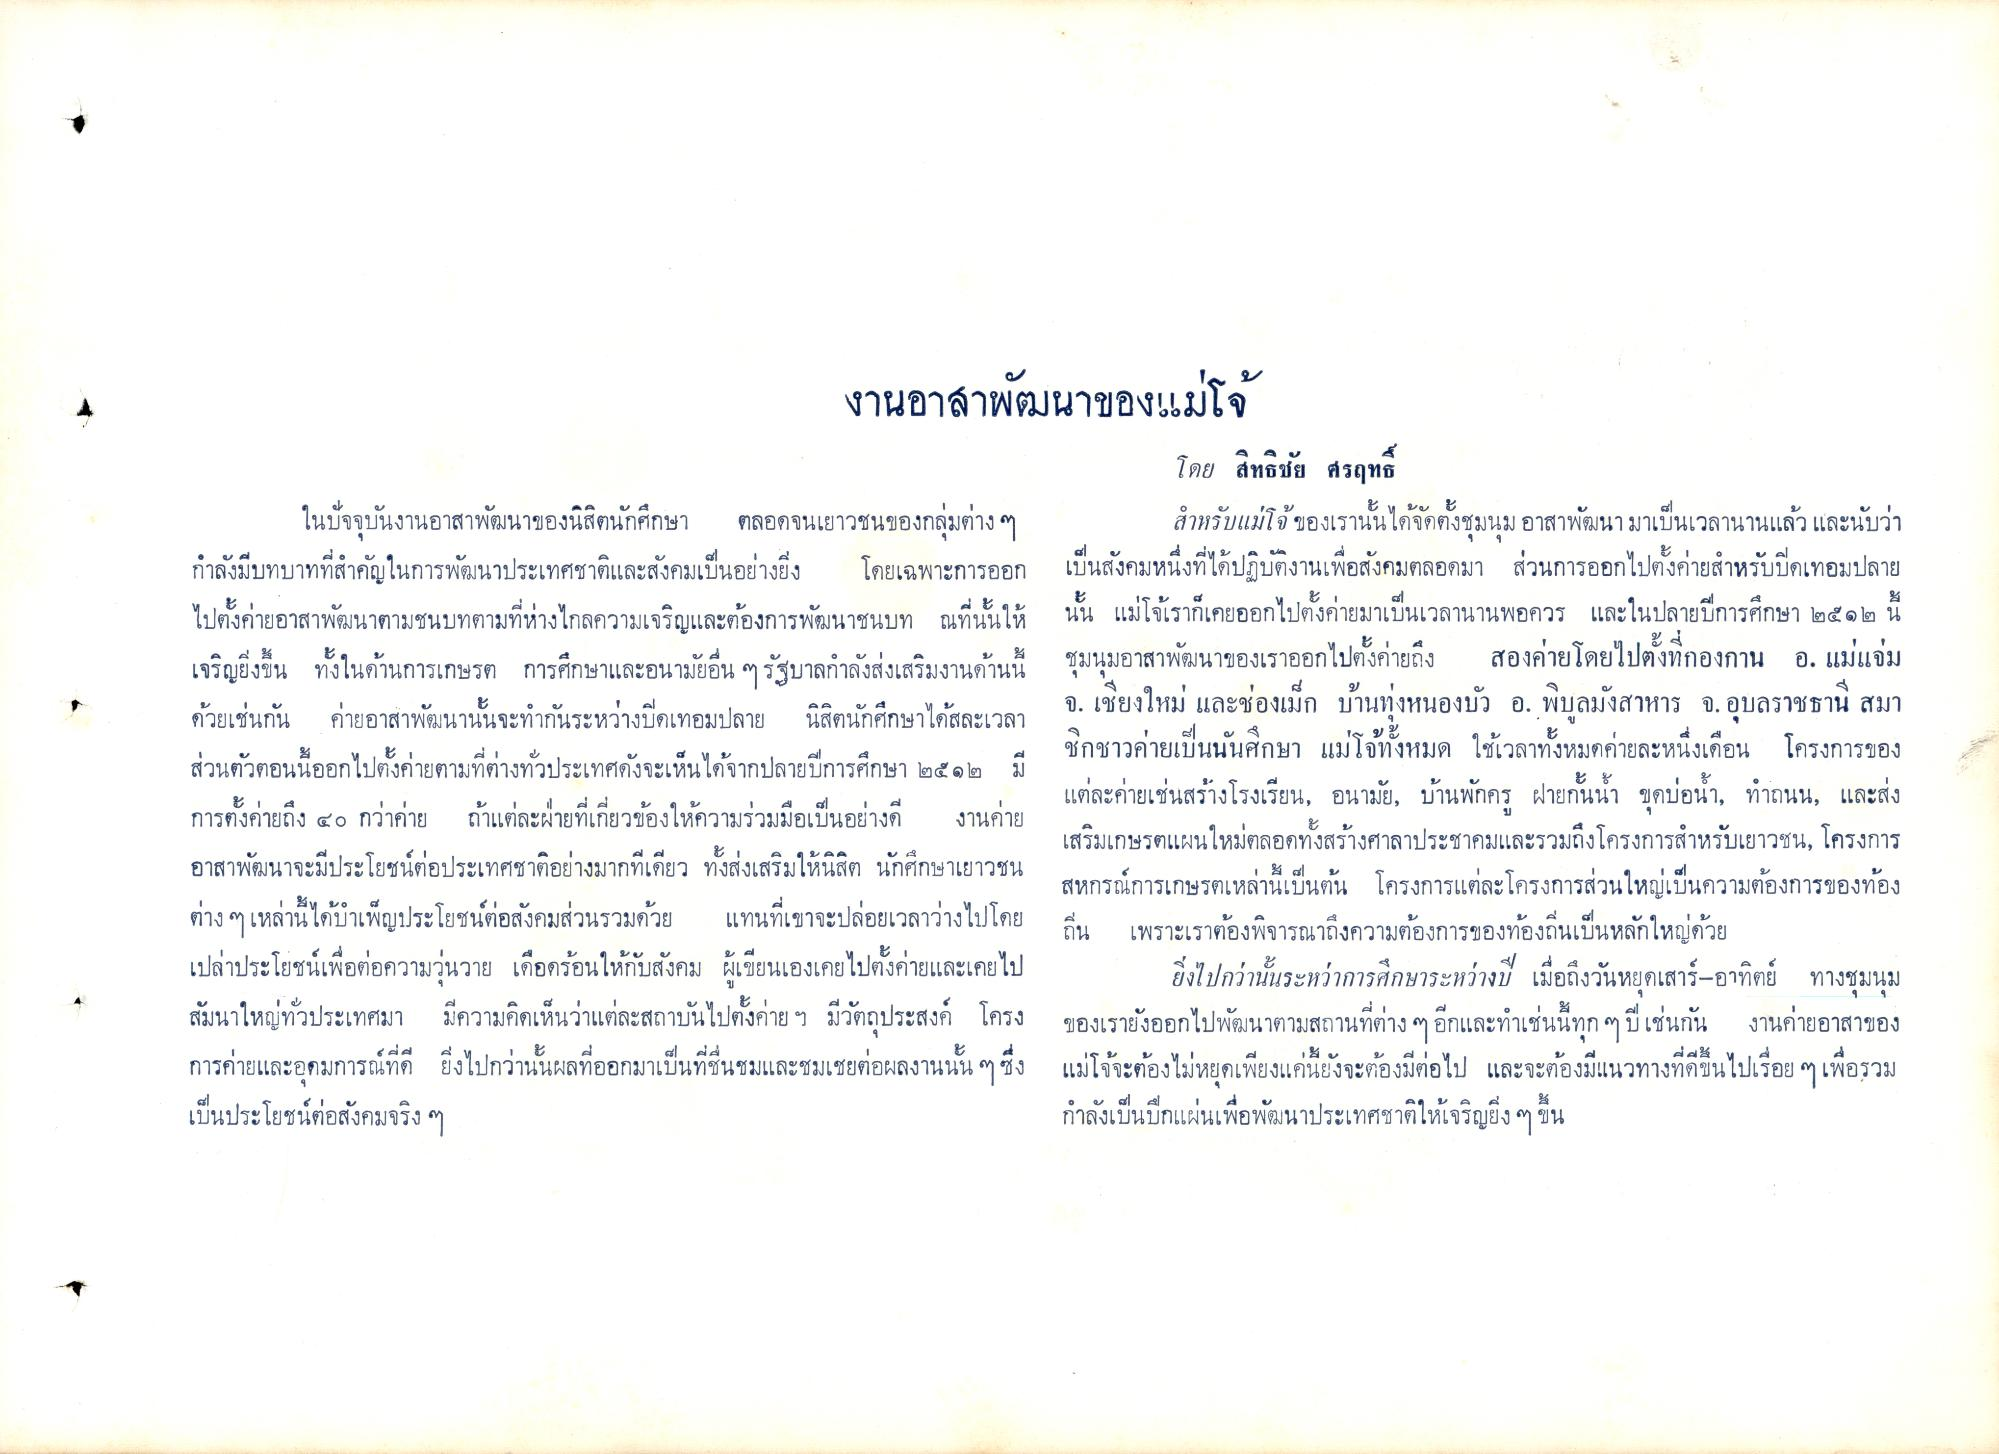 งานอาสาพัฒนาของแม่โจ้
โดย สิทธิชัย ศรฤทธิ์
ในปัจจุบันงานอาสาพัฒนาของนิสิตนักศึกษา ตลอดจนเยาวชนของกลุ่มต่าง ๆ
กำลังมีบทบาทที่สำคัญในการพัฒนาประเทศชาติและสังคมเป็นอย่างยิ่ง โดยเฉพาะการออก
ไปตั้งค่ายอาสาพัฒนาตามชนบทตามที่ห่างไกลความเจริญและต้องการพัฒนาชนบท ณที่นั้นให้
เจริญยิ่งขึ้น ทั้งในด้านการเกษรต การศึกษาและอนามัยอื่น ๆ รัฐบาลกำลังส่งเสริมงานด้านนี้
ด้วยเช่นกัน ค่ายอาสาพัฒนานั้นจะทำกันระหว่างปีดเทอมปลาย นิสิตนักศึกษาได้สละเวลา
ส่วนตัวตอนนี้ออกไปตั้งค่ายตามที่ต่างทั่วประเทศดังจะเห็นได้จากปลายปีการศึกษา ๒๕๑๒ มี
การตั้งค่ายถึง ๔๐ กว่าค่าย ถ้าแต่ละฝ่ายที่เกี่ยวข้องให้ความร่วมมือเป็นอย่างดี งานค่าย
อาสาพัฒนาจะมีประโยชน์ต่อประเทศชาติอย่างมากทีเดียว ทั้งส่งเสริมให้นิสิต นักศึกษาเยาวชน
ต่าง ๆ เหล่านี้ได้บำเพ็ญประโยชน์ต่อสังคมส่วนรวมด้วย แทนที่เขาจะปล่อยเวลาว่างไปโดย
เปล่าประโยชน์เพื่อต่อความวุ่นวาย เดือดร้อนให้กับสังคม ผู้เขียนเองเคยไปตั้งค่ายและเคยไป
สัมนาใหญ่ทั่วประเทศมา มีความคิดเห็นว่าแต่ละสถาบันไปตั้งค่าย ฯ มีวัตถุประสงค์ โครง
การค่ายและอุดมการณ์ที่ดี ยิ่งไปกว่านั้นผลที่ออกมาเป็นที่ชื่นชมและชมเชยต่อผลงานนั้น ๆ ซึ่ง
เป็นประโยชน์ต่อสังคมจริง ๆ
สำหรับแม่โจ้ ของเรานั้นได้จัดตั้งชุมนุม อาสาพัฒนา มาเป็นเวลานานแล้ว และนับว่า
เป็นสังคมหนึ่งที่ได้ปฏิบัติงานเพื่อสังคมตลอดมา ส่วนการออกไปตั้งค่ายสำหรับปีดเทอมปลาย
นั้น แม่โจ้เราก็เคยออกไปตั้งค่ายมาเป็นเวลานานพอควร และในปลายปีการศึกษา ๒๕๑๒ นี้
ชุมนุมอาสาพัฒนาของเราออกไปตั้งค่ายถึง สองค่ายโดยไปตั้งที่กองกาน อ. แม่แจ่ม
จ. เชียงใหม่ และช่องเม็ก บ้านทุ่งหนองบัว อ. พิบูลมังสาหาร จ. อุบลราชธานี สมา
ชิกชาวค่ายเป็นนันศึกษา แม่โจ้ทั้งหมด ใช้เวลาทั้งหมดค่ายละหนึ่งเดือน โครงการของ
แต่ละค่ายเช่นสร้างโรงเรียน, อนามัย, บ้านพักครู ฝายกั้นน้ำ ขุดบ่อน้ำ, ทำถนน, และส่ง
เสริมเกษรตแผนใหม่ตลอดทั้งสร้างศาลาประชาคมและรวมถึงโครงการสำหรับเยาวชน, โครงการ
สหกรณ์การเกษรตเหล่านี้เป็นต้น โครงการแต่ละโครงการส่วนใหญ่เป็นความต้องการของท้อง
ถิ่น เพราะเราต้องพิจารณาถึงความต้องการของท้องถิ่นเป็นหลักใหญ่ด้วย
ยิ่งไปกว่านั้นระหว่าการศึกษาระหว่างปี เมื่อถึงวันหยุดเสาร์–อาทิตย์ ทางชุมนุม
ของเรายังออกไปพัฒนาตามสถานที่ต่าง ๆ อีกและทำเช่นนี้ทุก ๆ ปี เช่นกัน งานค่ายอาสาของ
แม่โจ้จะต้องไม่หยุดเพียงแค่นี้ยังจะต้องมีต่อไป และจะต้องมีแนวทางที่ดีขึ้นไปเรื่อย ๆ เพื่อรวม
กำลังเป็นปึกแผ่นเพื่อพัฒนาประเทศชาติให้เจริญยิ่ง ๆ ขึ้น